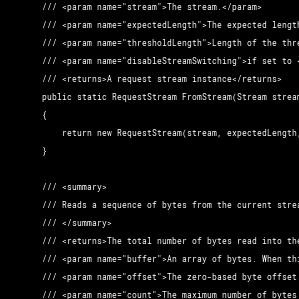 /// <param name="stream">The stream.</param>
/// <param name="expectedLength">The expected length
/// <param name="thresholdLength">Length of the
/// <param name="disableStreamSwitching">if set to
/// <returns>A request stream instance</returns>
public static RequestStream FromStream(Stream
{
return new RequestStream(stream, expectedLength,
}
/// <summary>
/// Reads a sequence of bytes from the current
/// </summary>
/// <returns>The total number of bytes read into the
/// <param name="buffer">An array of bytes. When
/// <param name="offset">The zero-based byte offset
/// <param name="count">The maximum number of bytes